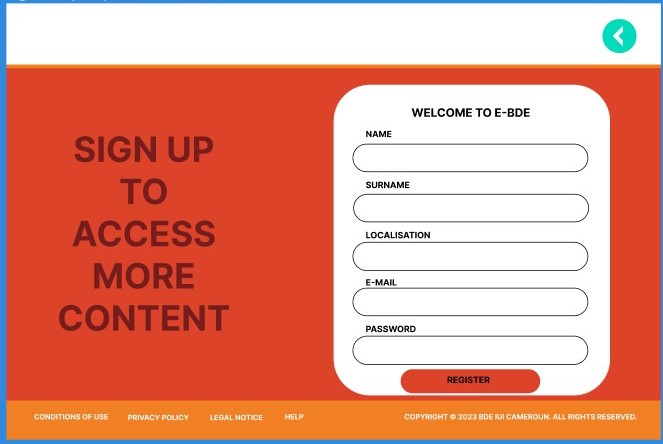 WELCOME TO E-BDE
NAME
SURNAME
LOCALISATION
E-MAIL
PASSWORD
REGISTER
SIGN UP
TO
ACCESS
MORE
CONTENT
CONDITIONS OF USE PRIVACY POLICY LEGAL NOTICE HELP COPYRIGHT © 2023 BDE IUI CAMEROUN. ALL RIGHTS RESERVED.